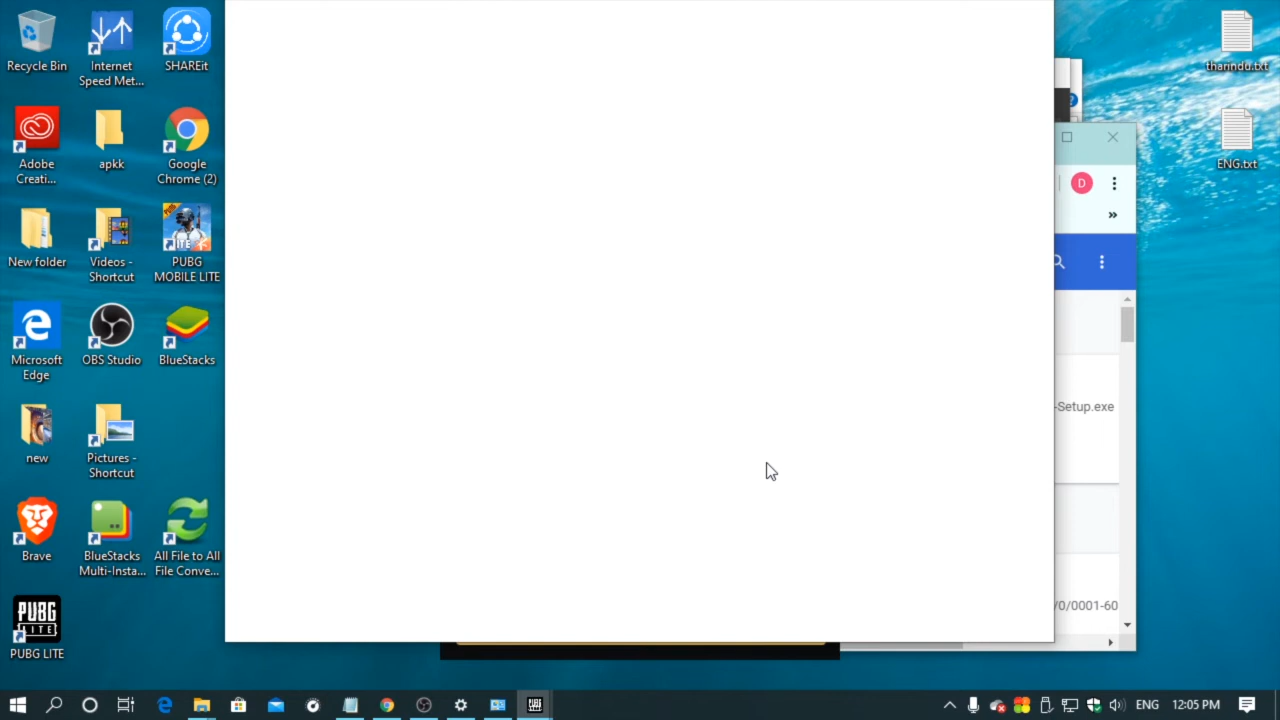 Recycle Bin
Internet
Speed Met...
SHAREit
Adobe
Creati...
apkk
Google
Chrome (2)
New folder
Videos -
Shortcut
PUBG
MOBILE LITE
Microsoft
Edge
OBS Studio
BlueStacks
new
Pictures -
Shortcut
Brave
BlueStacks
Multi-Insta...
All File to All
File Conve...
PUBG
LITE
PUBG LITE
tharindu.txt
ENG.txt
D
-Setup.exe
/0/0001-60
ENG
12:05 PM